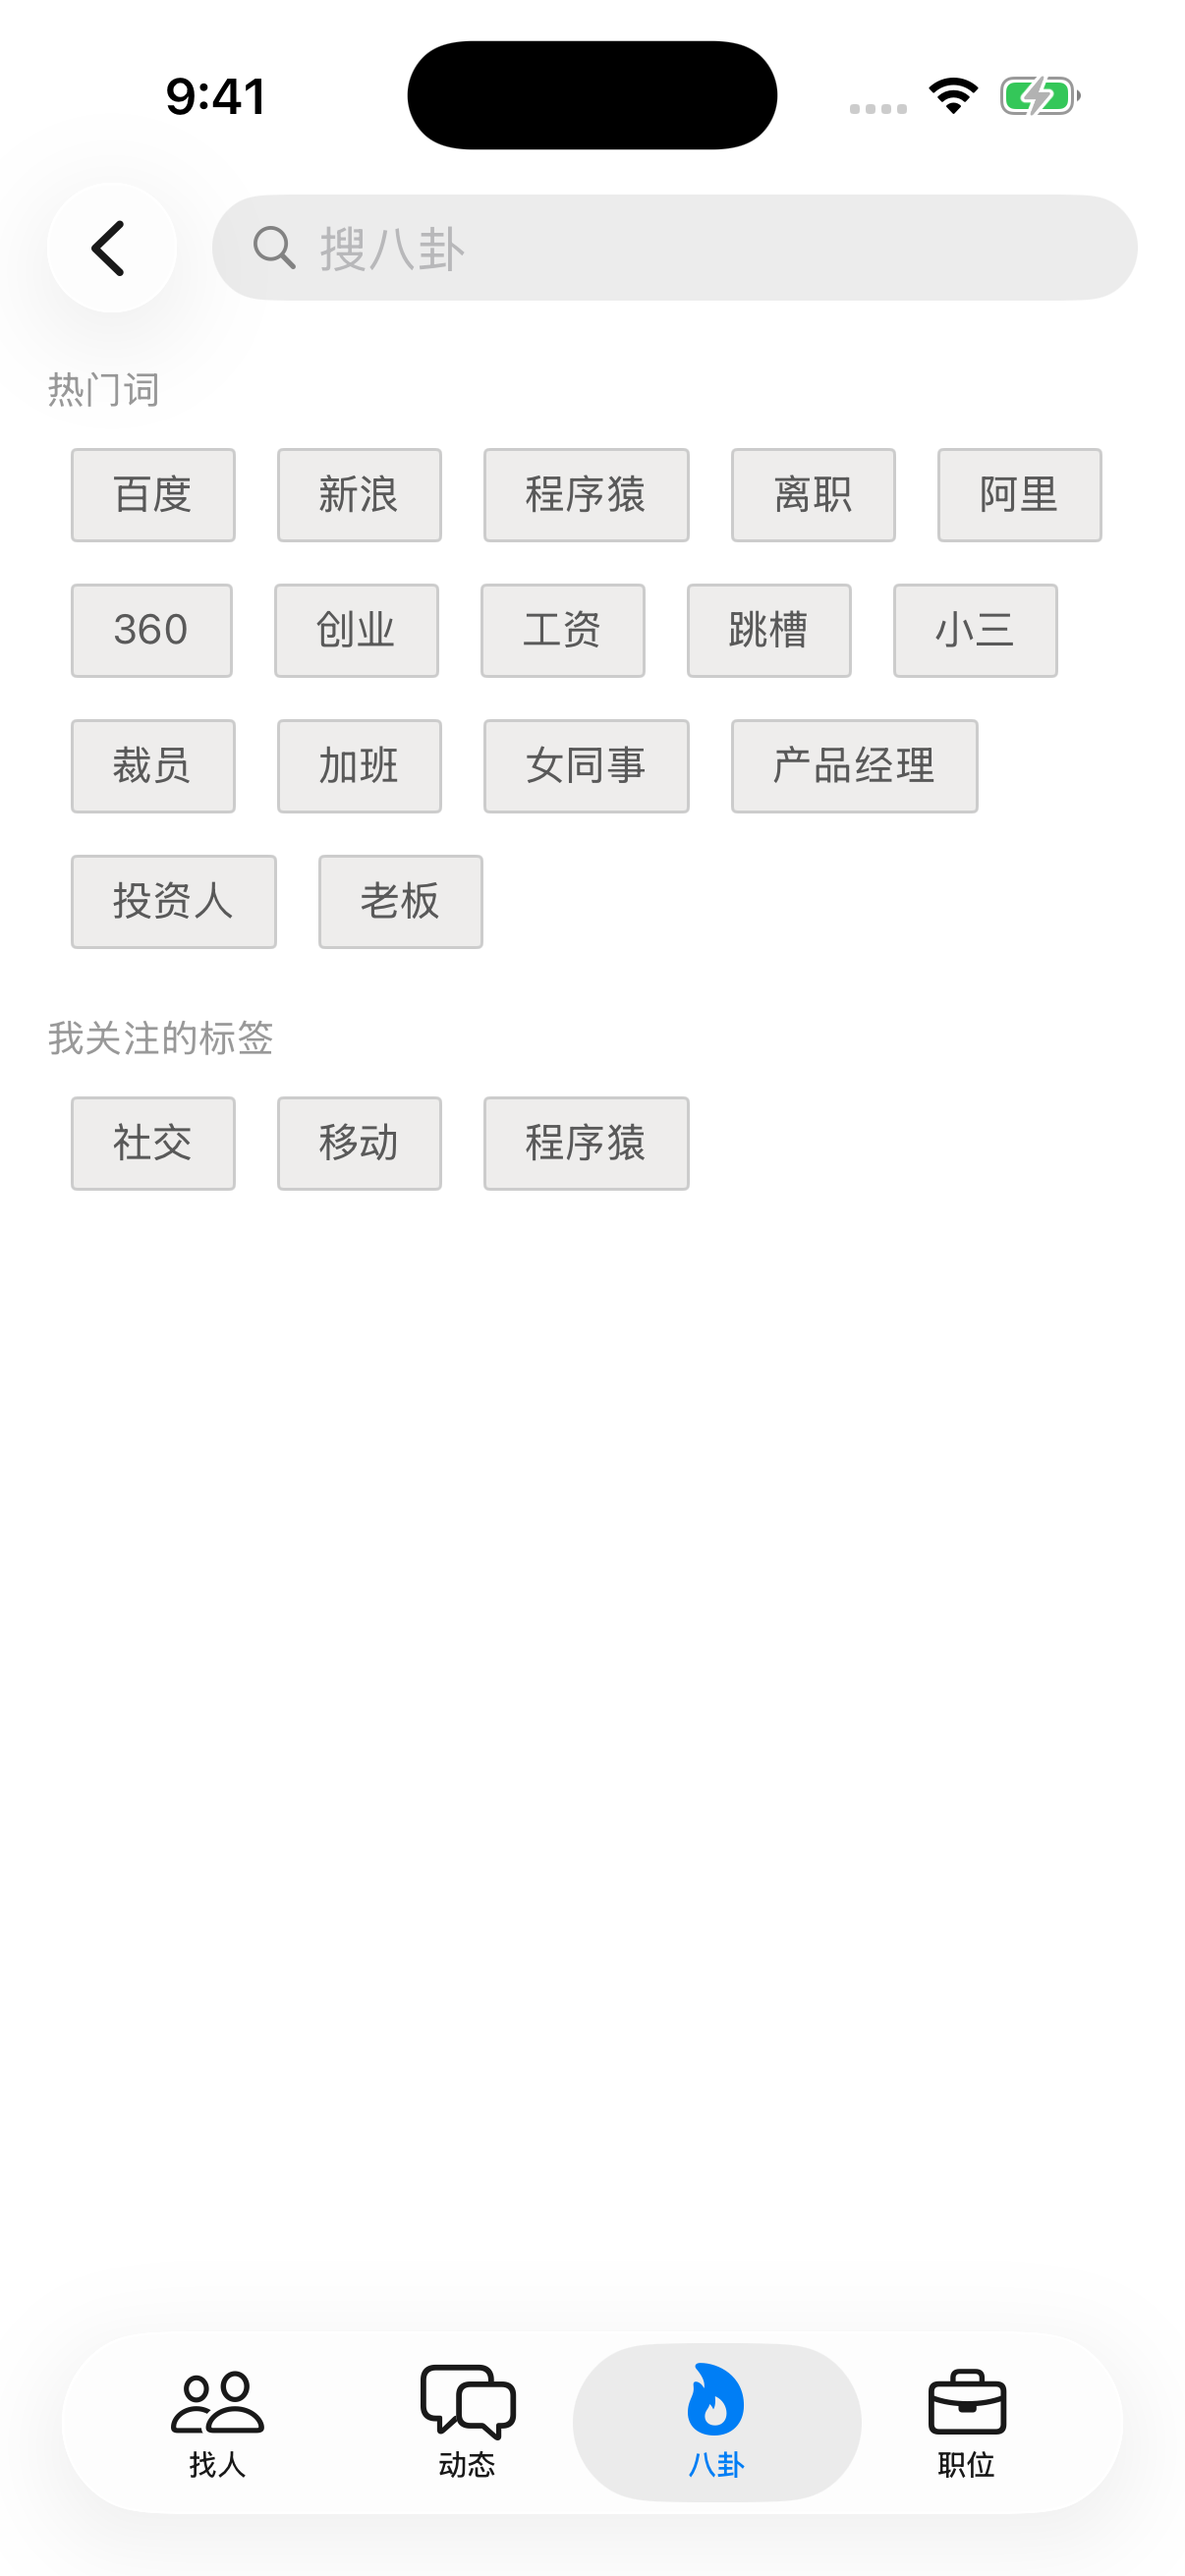 9:41
搜八卦
热门词
百度 新浪 程序猿 离职 阿里
360 创业 工资 跳槽 小三
裁员 加班 女同事 产品经理
投资人 老板
我关注的标签
社交 移动 程序猿
找人 动态 八卦 职位